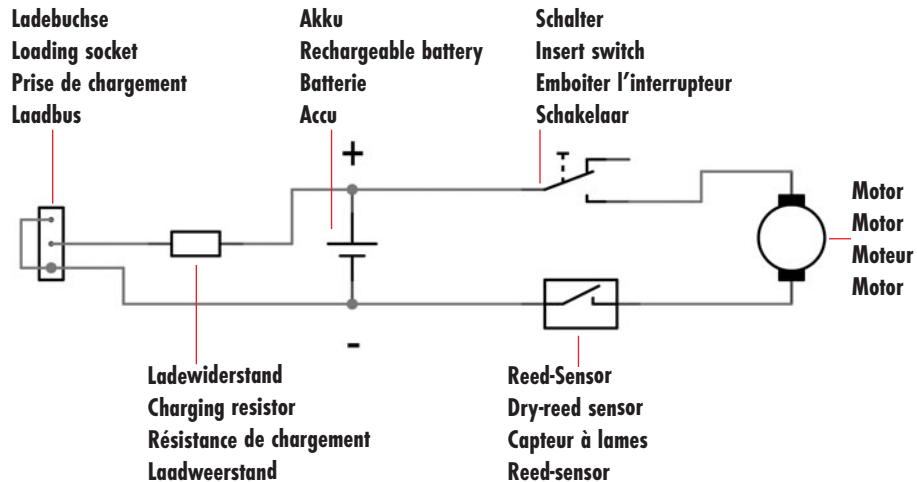 Ladebuchse
Loading socket
Prise de chargement
Laadbus
Akku
Rechargeable battery
Batterie
Accu
Schalter
Insert switch
Emboiter l'interrupteur
Schakelaar
+
Motor
Motor
Moteur
Motor
-
Ladewiderstand
Charging resistor
Résistance de chargement
Laadweerstand
Reed-Sensor
Dry-reed sensor
Capteur à lames
Reed-sensor